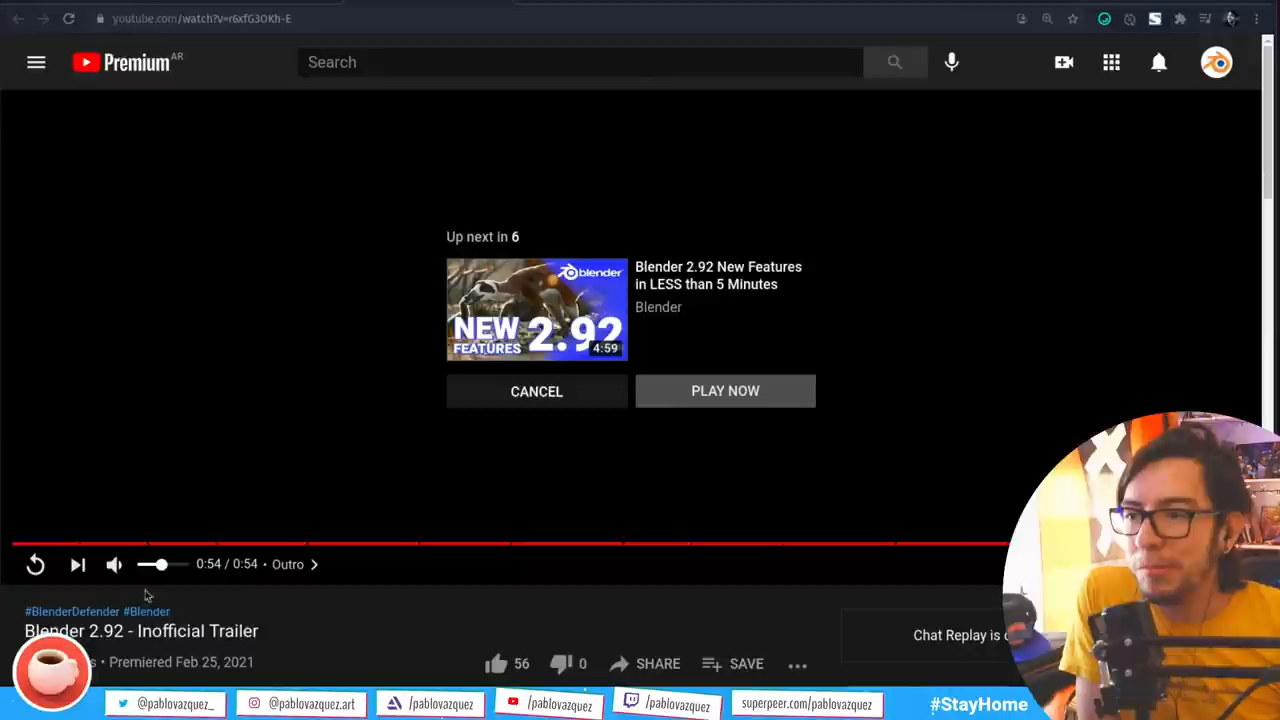 youtube.com/watch?v=r6xfG3OKh-E
Premium AR
Search
Up next in 6
blender
NEW 2.92
FEATURES
4:59
Blender 2.92 New Features
in LESS than 5 Minutes
Blender
CANCEL
PLAY NOW
0:54 / 0:54 • Outro
#BlenderDefender #Blender
Blender 2.92 - Inofficial Trailer
s • Premiered Feb 25, 2021
56
0
SHARE
SAVE
Chat Replay is
@pablovazquez_
@pablovazquez.art
/pablovazquez
/pablovazquez
/pablovazquez
superpeer.com/pablovazquez
#StayHome